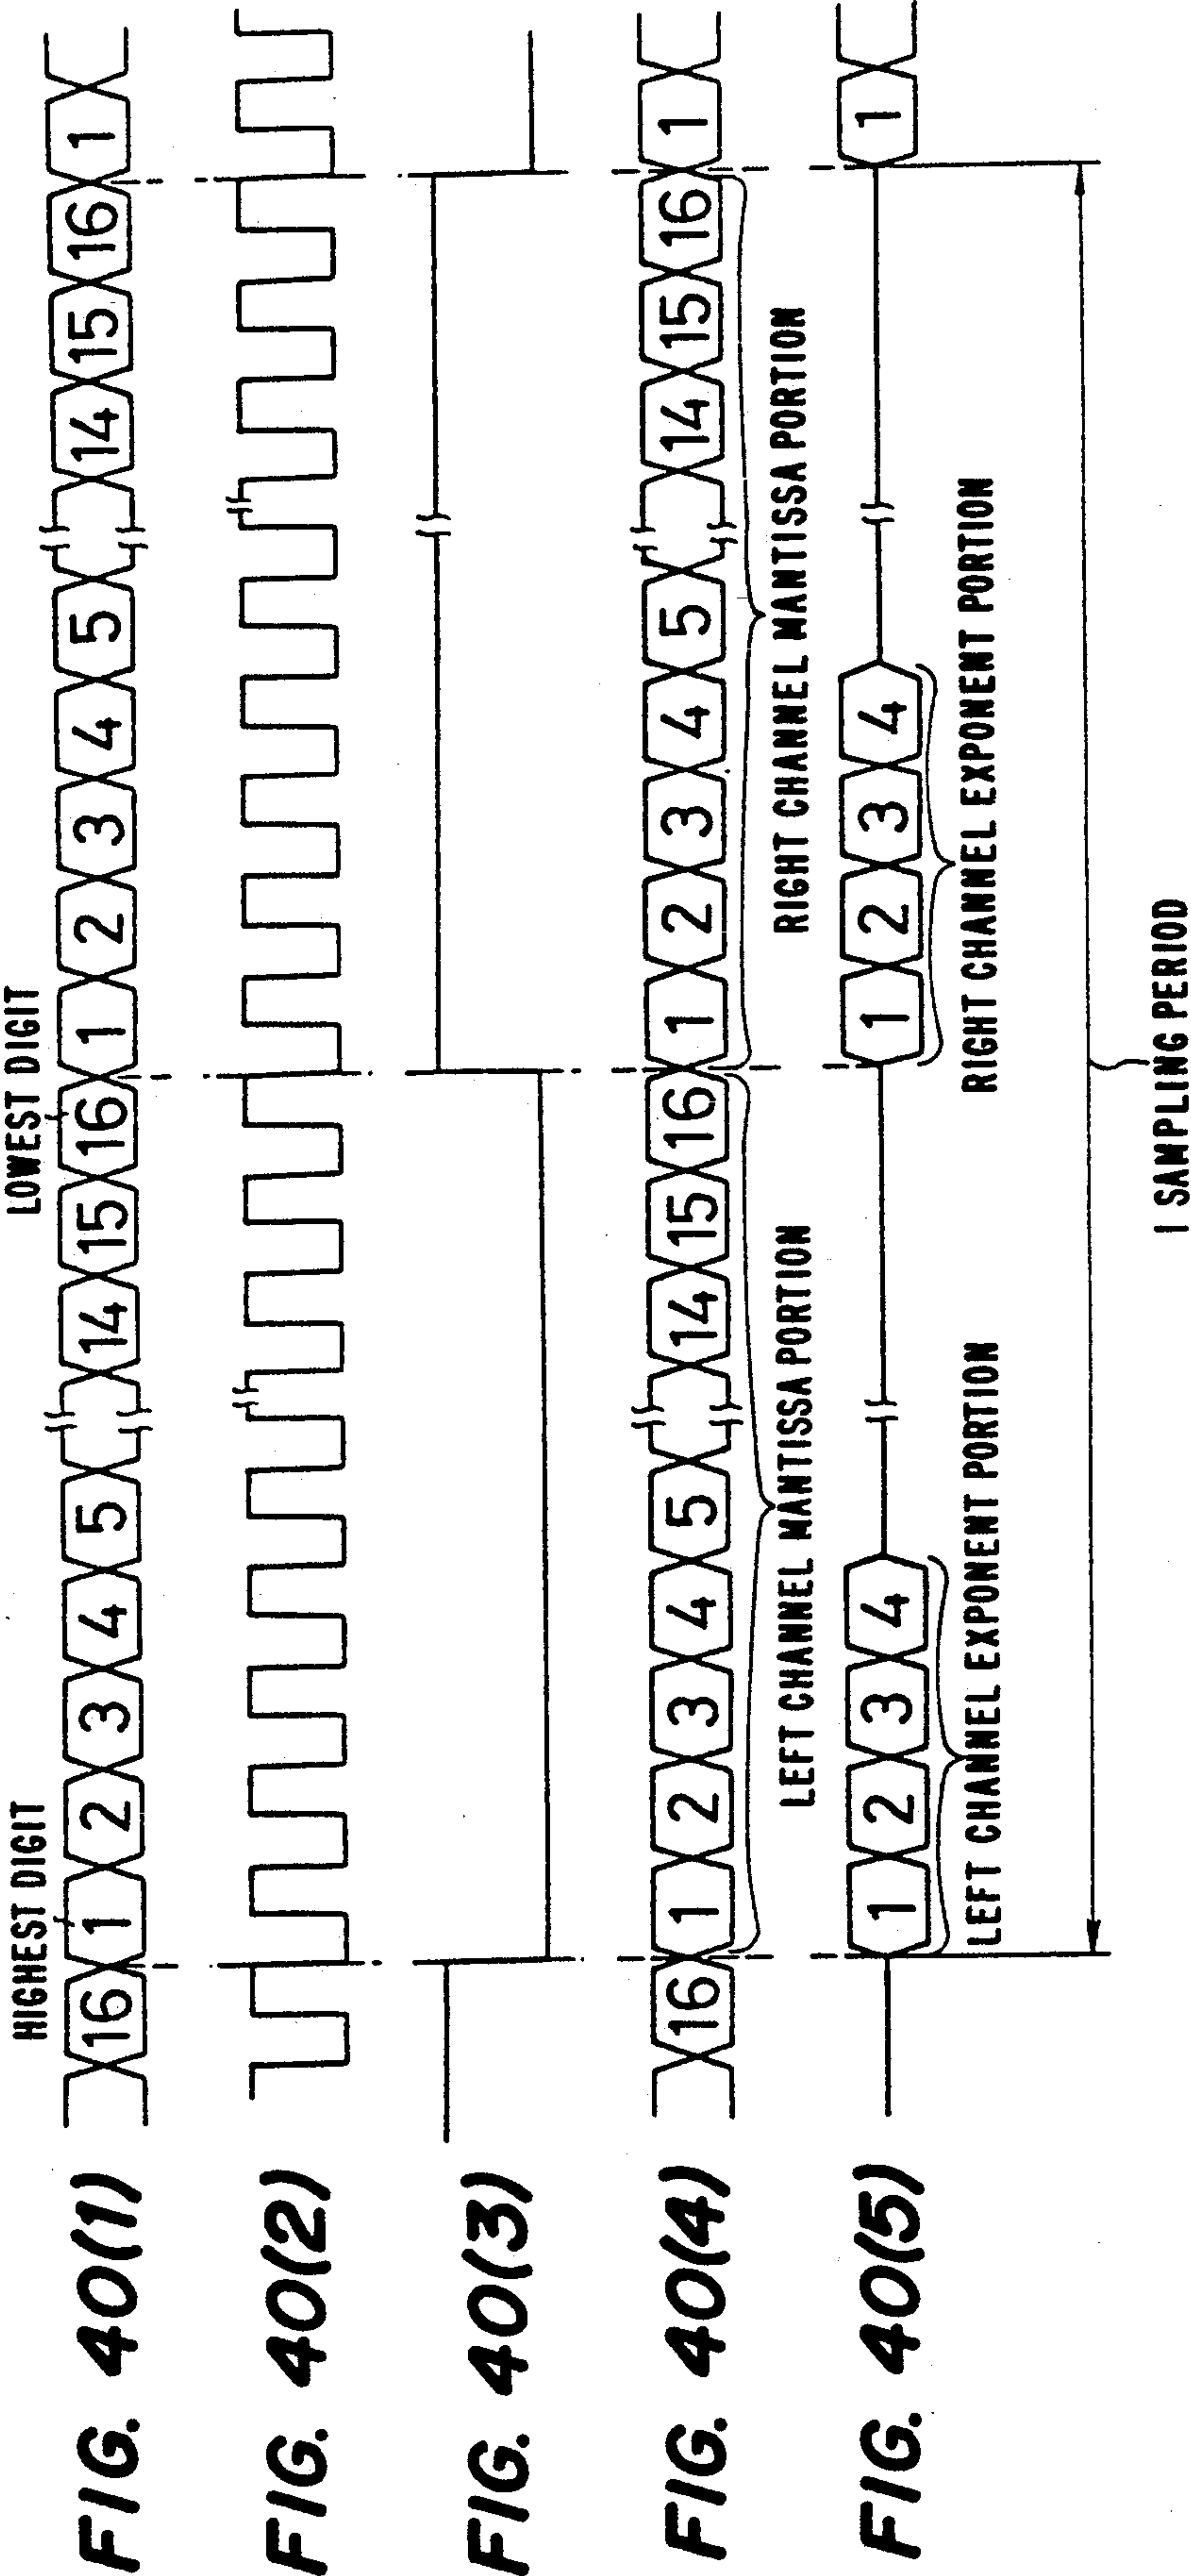 HIGHEST DIGIT LOWEST DIGIT
FIG. 40(1) 16 1 2 3 4 5 14 15 16 1 2 3 4 5 14 15 16 1
FIG. 40(2)
FIG. 40(3)
FIG. 40(4) 16 1 2 3 4 5 14 15 16 1 2 3 4 5 14 15 16 1
LEFT CHANNEL MANTISSA PORTION RIGHT CHANNEL MANTISSA PORTION
FIG. 40(5) 1 2 3 4 1 2 3 4 1
LEFT CHANNEL EXPONENT PORTION RIGHT CHANNEL EXPONENT PORTION
1 SAMPLING PERIOD